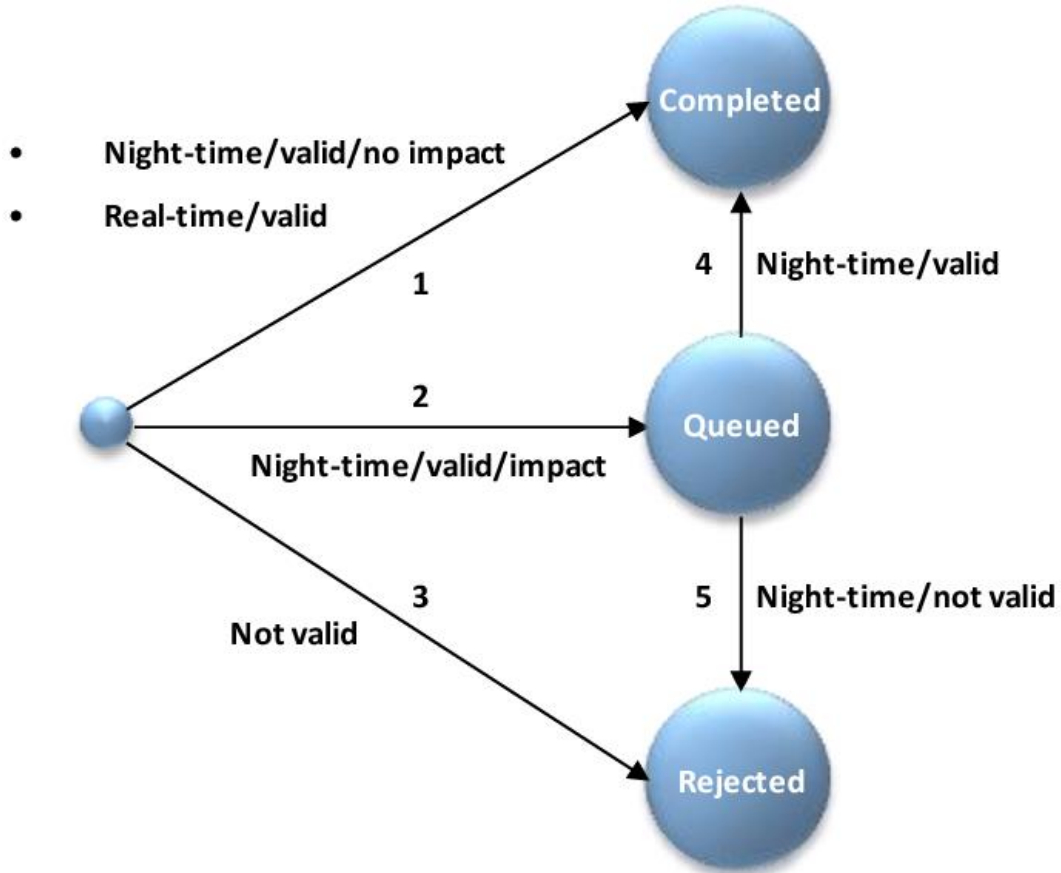 Completed
• Night-time/valid/no impact
• Real-time/valid
4 Night-time/valid
1
2
Queued
Night-time/valid/impact
3
5 Night-time/not valid
Not valid
Rejected